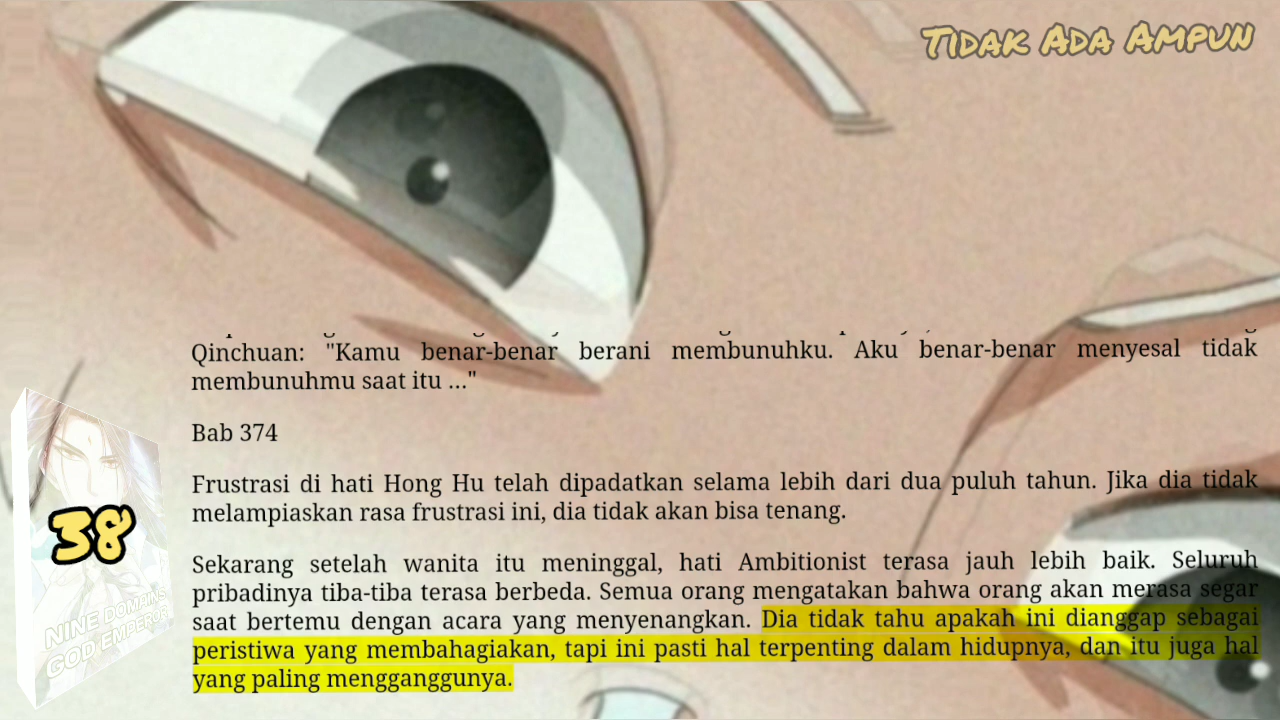 Tidak Ada Ampun
Qinchuan: "Kamu benar-benar berani membunuhku. Aku benar-benar menyesal tidak
membunuhmu saat itu ..."
Bab 374
Frustrasi di hati Hong Hu telah dipadatkan selama lebih dari dua puluh tahun. Jika dia tidak
melampiaskan rasa frustrasi ini, dia tidak akan bisa tenang.
Sekarang setelah wanita itu meninggal, hati Ambitionist terasa jauh lebih baik. Seluruh
pribadinya tiba-tiba terasa berbeda. Semua orang mengatakan bahwa orang akan merasa segar
saat bertemu dengan acara yang menyenangkan. Dia tidak tahu apakah ini dianggap sebagai
peristiwa yang membahagiakan, tapi ini pasti hal terpenting dalam hidupnya, dan itu juga hal
yang paling mengganggunya.
38
NINE DOMAINS
GOD EMPEROR